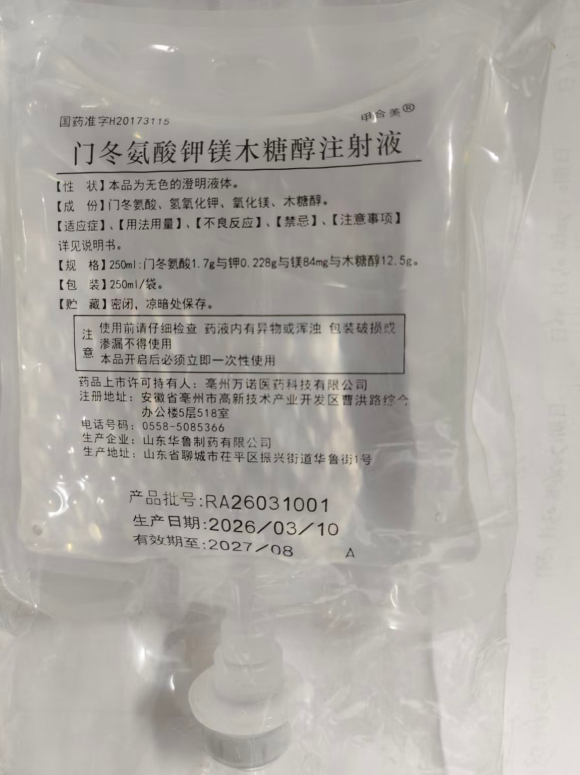 国药准字H20173115
甲合美®
门冬氨酸钾镁木糖醇注射液
【性 状】本品为无色的澄明液体。
【成 份】门冬氨酸、氢氧化钾、氧化镁、木糖醇。
【适应症】、【用法用量】、【不良反应】、【禁忌】、【注意事项】
详见说明书。
【规 格】250ml:门冬氨酸1.7g与钾0.228g与镁84mg与木糖醇12.5g。
【包 装】250ml/袋。
【贮 藏】密闭，凉暗处保存。
注意
使用前请仔细检查 药液内有异物或浑浊 包装破损或
渗漏不得使用
本品开启后必须立即一次性使用
药品上市许可持有人：亳州万诺医药科技有限公司
注册地址：安徽省亳州市高新技术产业开发区曹洪路综合
办公楼5层518室
电话号码：0558-5085366
生产企业：山东华鲁制药有限公司
生产地址：山东省聊城市茌平区振兴街道华鲁街1号
产品批号:RA26031001
生产日期:2026/03/10
有效期至:2027/08 A